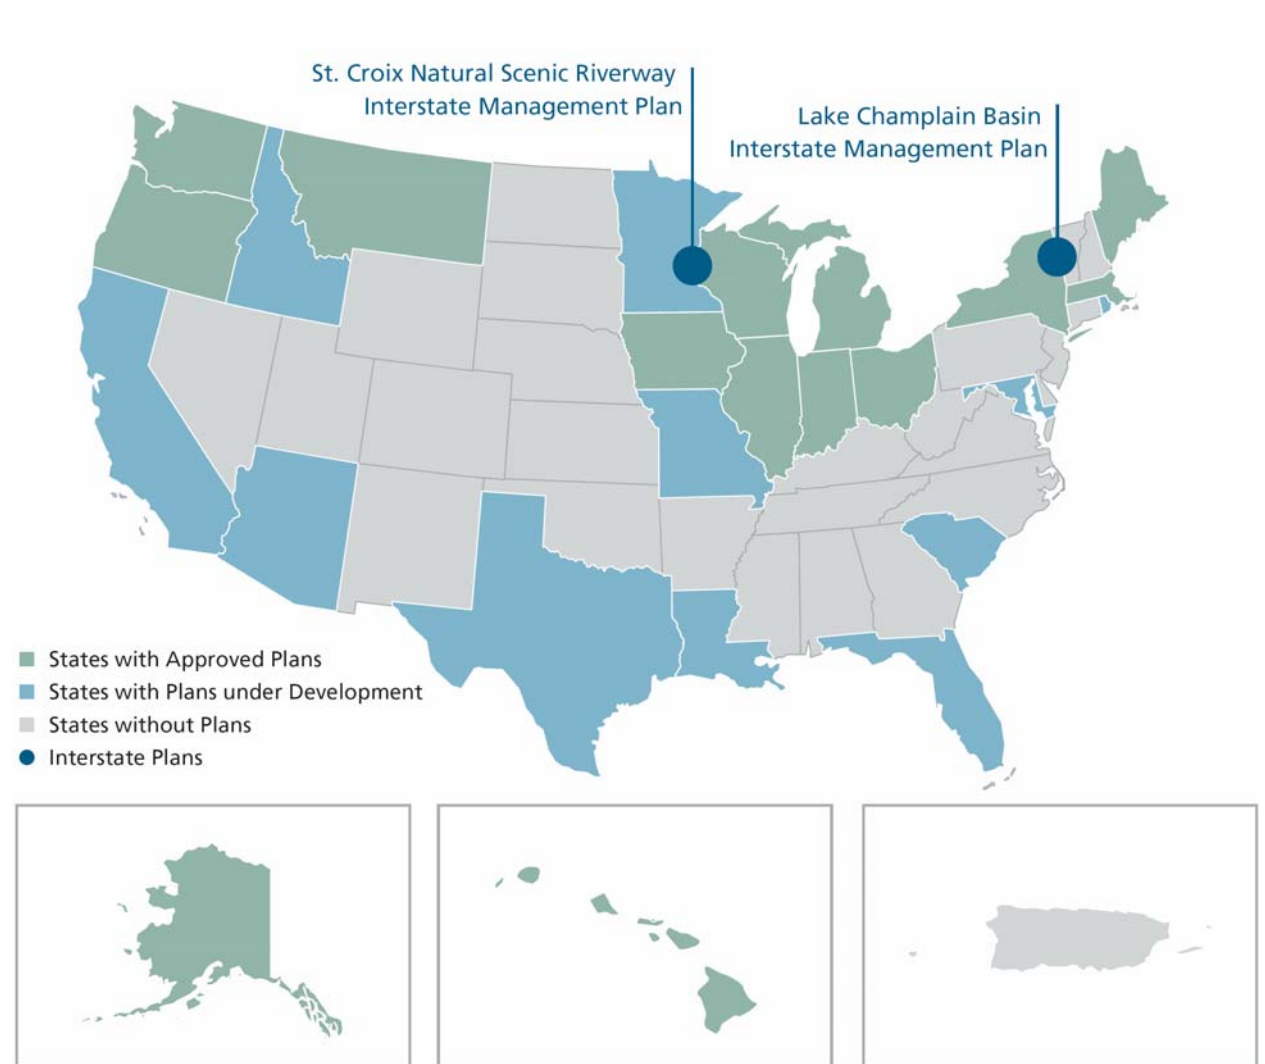 St. Croix Natural Scenic Riverway
Interstate Management Plan
Lake Champlain Basin
Interstate Management Plan
States with Approved Plans
States with Plans under Development
States without Plans
Interstate Plans